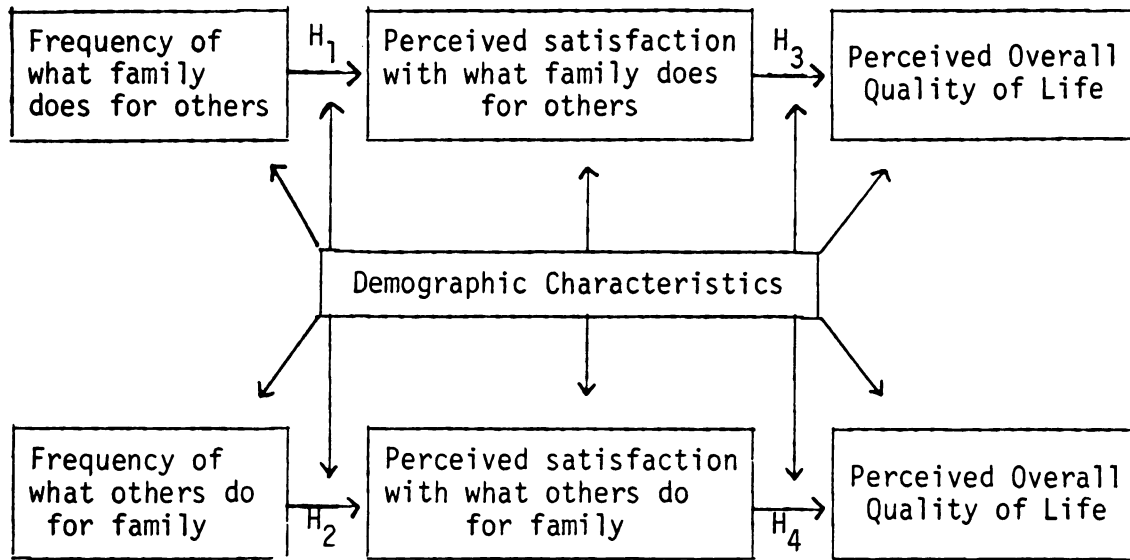 Frequency of
what family
does for others
H1
Perceived satisfaction
with what family does
for others
H3
Perceived Overall
Quality of Life
Demographic Characteristics
Frequency of
what others do
for family
H2
Perceived satisfaction
with what others do
for family
H4
Perceived Overall
Quality of Life